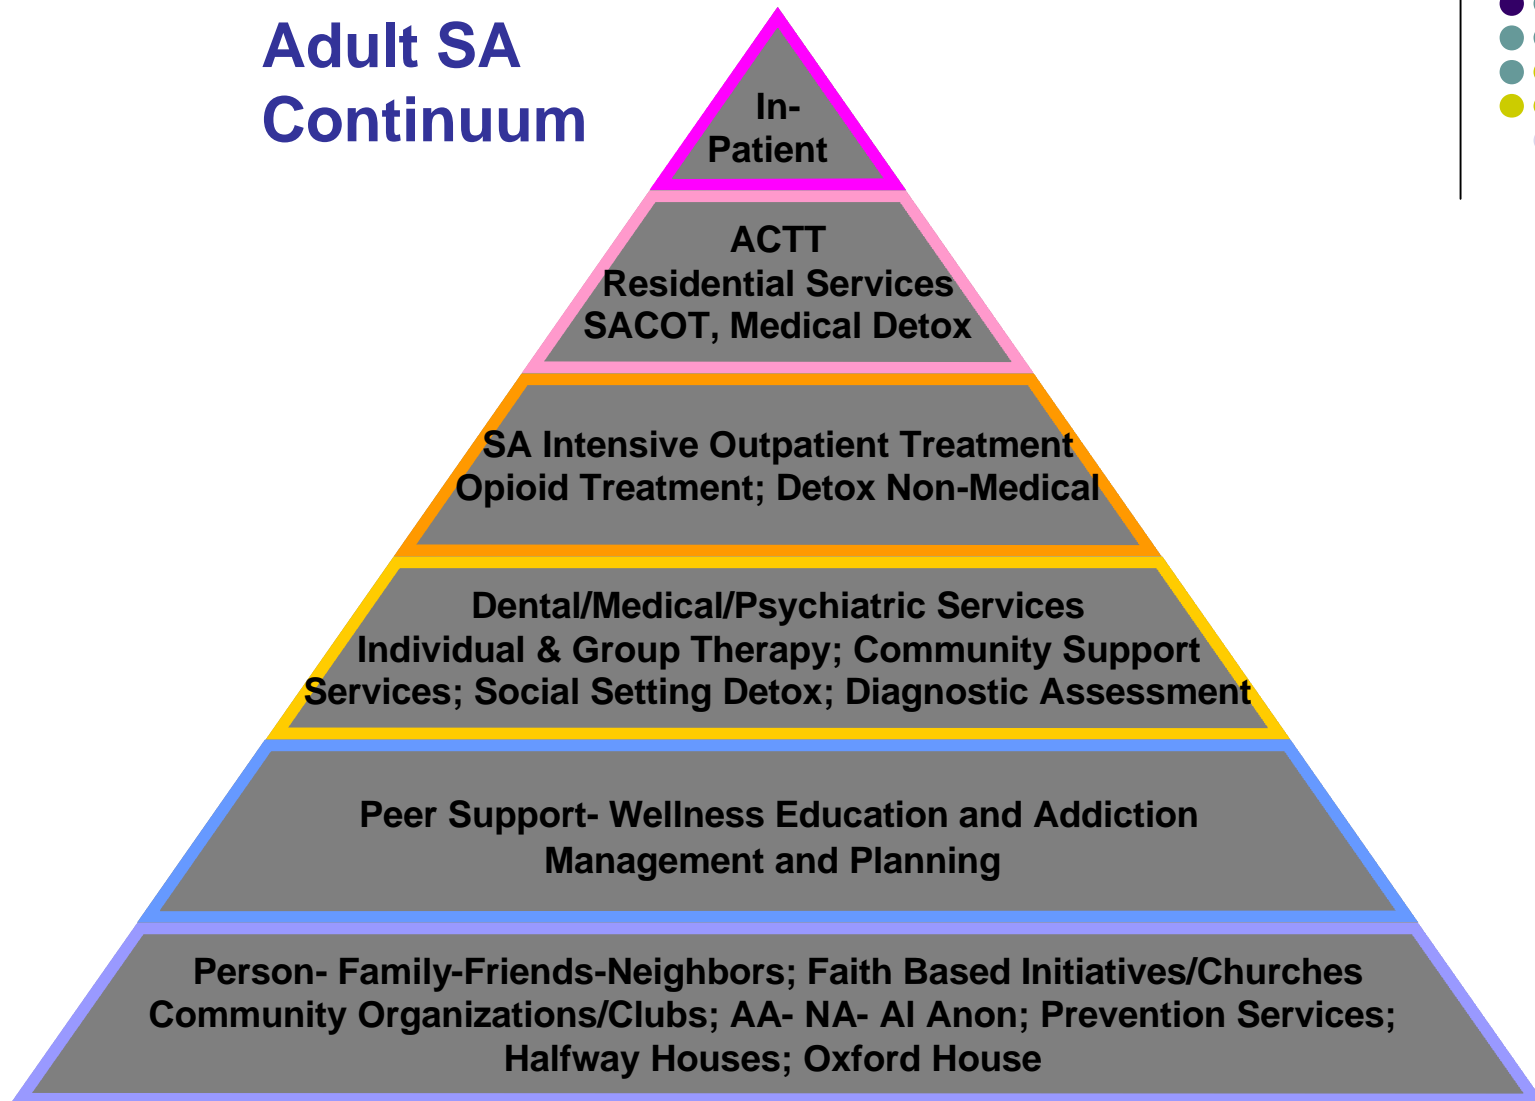 Adult SA
Continuum
In-
Patient
ACTT
Residential Services
SACOT, Medical Detox
SA Intensive Outpatient Treatment
Opioid Treatment; Detox Non-Medical
Dental/Medical/Psychiatric Services
Individual & Group Therapy; Community Support
Services; Social Setting Detox; Diagnostic Assessment
Peer Support- Wellness Education and Addiction
Management and Planning
Person- Family-Friends-Neighbors; Faith Based Initiatives/Churches
Community Organizations/Clubs; AA- NA- Al Anon; Prevention Services;
Halfway Houses; Oxford House